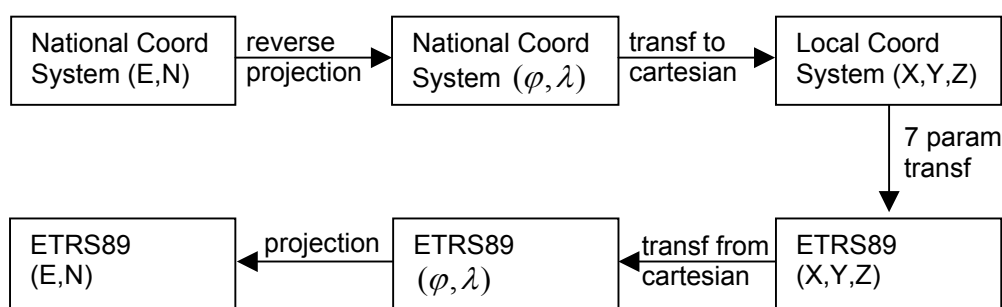 National Coord
System (E,N)
reverse
projection
National Coord
System (φ, λ)
transf to
cartesian
Local Coord
System (X,Y,Z)
7 param
transf
ETRS89
(E,N)
projection
ETRS89
(φ, λ)
transf from
cartesian
ETRS89
(X,Y,Z)